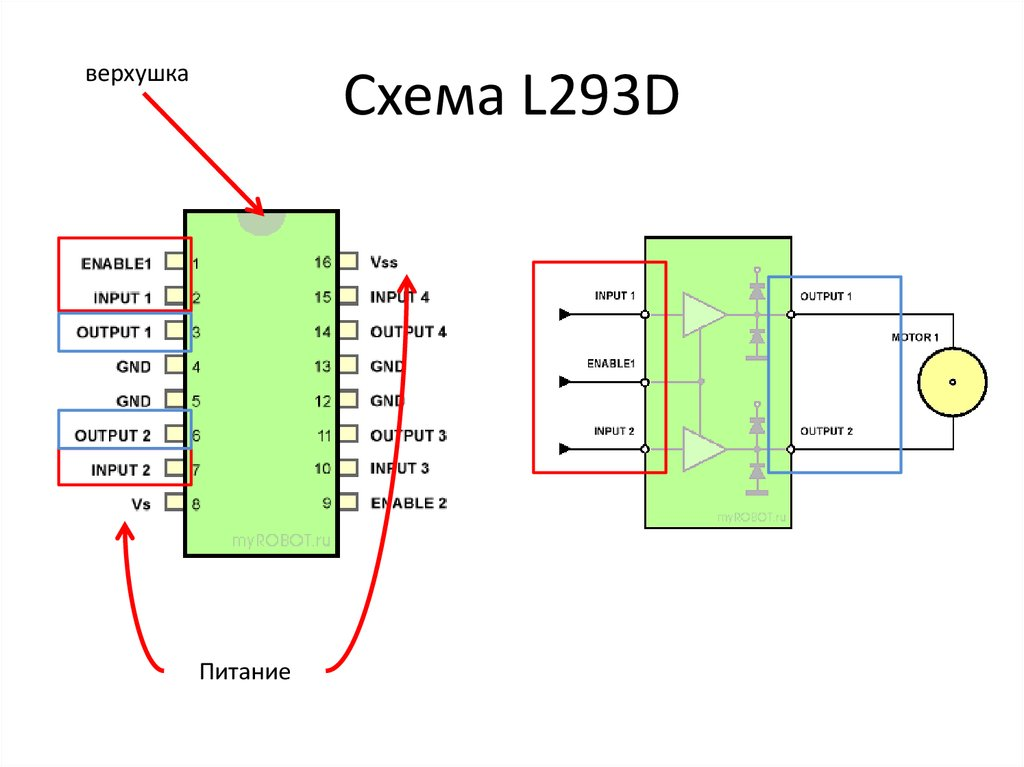 верхушка
Схема L293D
ENABLE1 1 16 Vss
INPUT 1 2 15 INPUT 4
OUTPUT 1 3 14 OUTPUT 4
GND 4 13 GND
GND 5 12 GND
OUTPUT 2 6 11 OUTPUT 3
INPUT 2 7 10 INPUT 3
Vs 8 9 ENABLE 2
myROBOT.ru
Питание
INPUT 1 OUTPUT 1
MOTOR 1
ENABLE1
INPUT 2 OUTPUT 2
myROBOT.ru